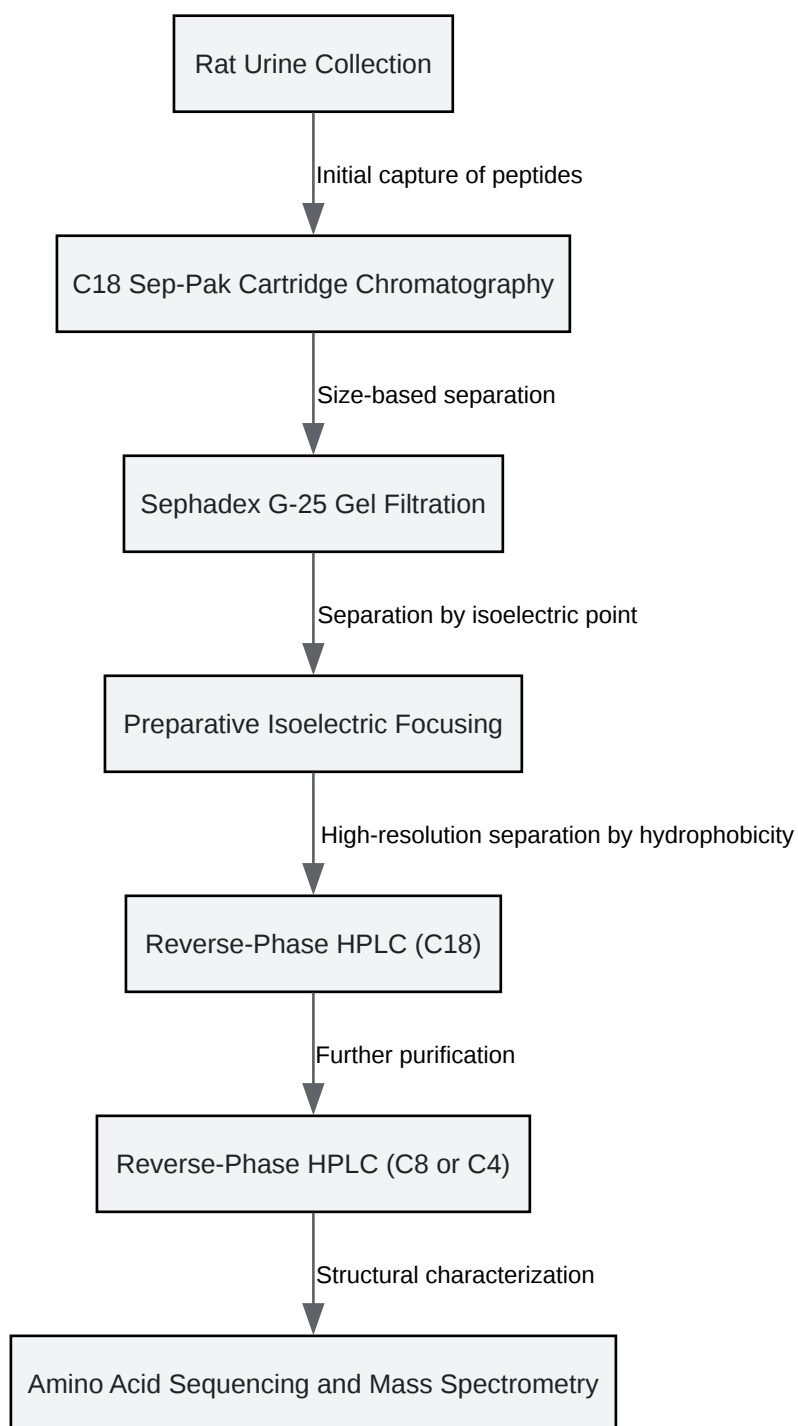 Rat Urine Collection
Initial capture of peptides
C18 Sep-Pak Cartridge Chromatography
Size-based separation
Sephadex G-25 Gel Filtration
Separation by isoelectric point
Preparative Isoelectric Focusing
High-resolution separation by hydrophobicity
Reverse-Phase HPLC (C18)
Further purification
Reverse-Phase HPLC (C8 or C4)
Structural characterization
Amino Acid Sequencing and Mass Spectrometry